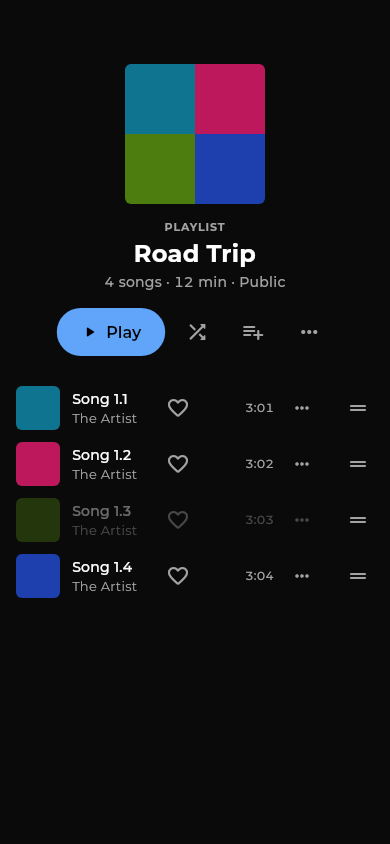 PLAYLIST
Road Trip
4 songs · 12 min · Public
Play
Song 1.1
The Artist
3:01
Song 1.2
The Artist
3:02
Song 1.3
The Artist
3:03
Song 1.4
The Artist
3:04